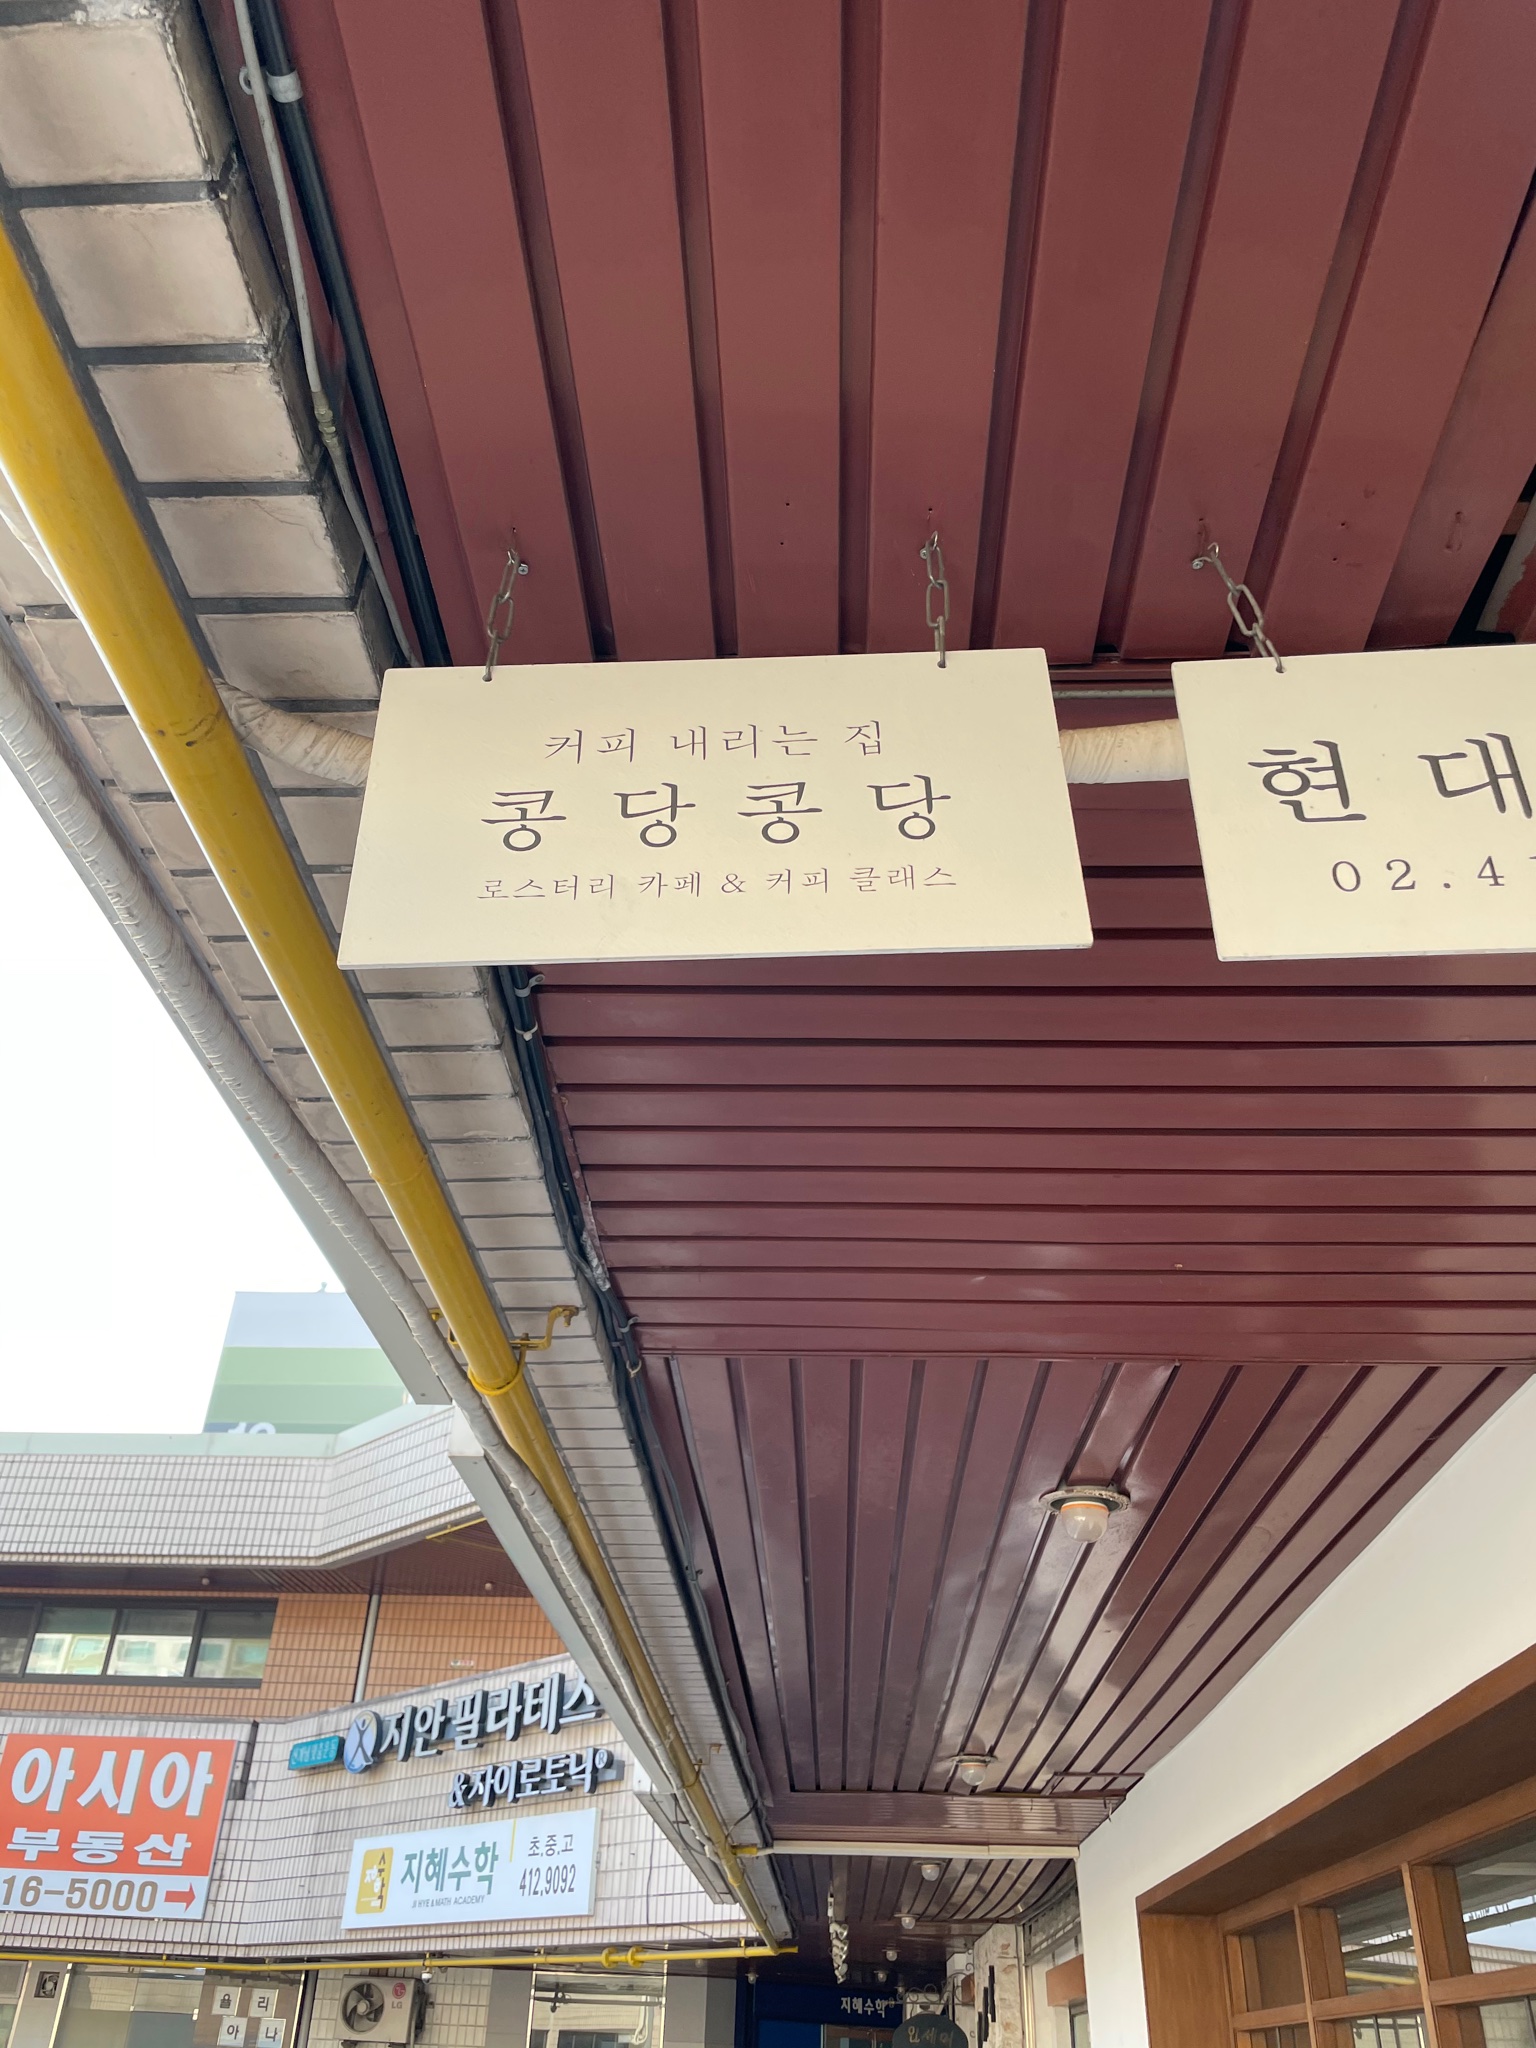 커피 내리는 집
콩당콩당
로스터리 카페 & 커피 클래스
현대
02.4
지안필라테스
&자이로토닉®
지혜수학
JI HYE & MATH ACADEMY
초,중,고
412,9092
아시아
부동산
16-5000
LG
율리
아나
지혜수학